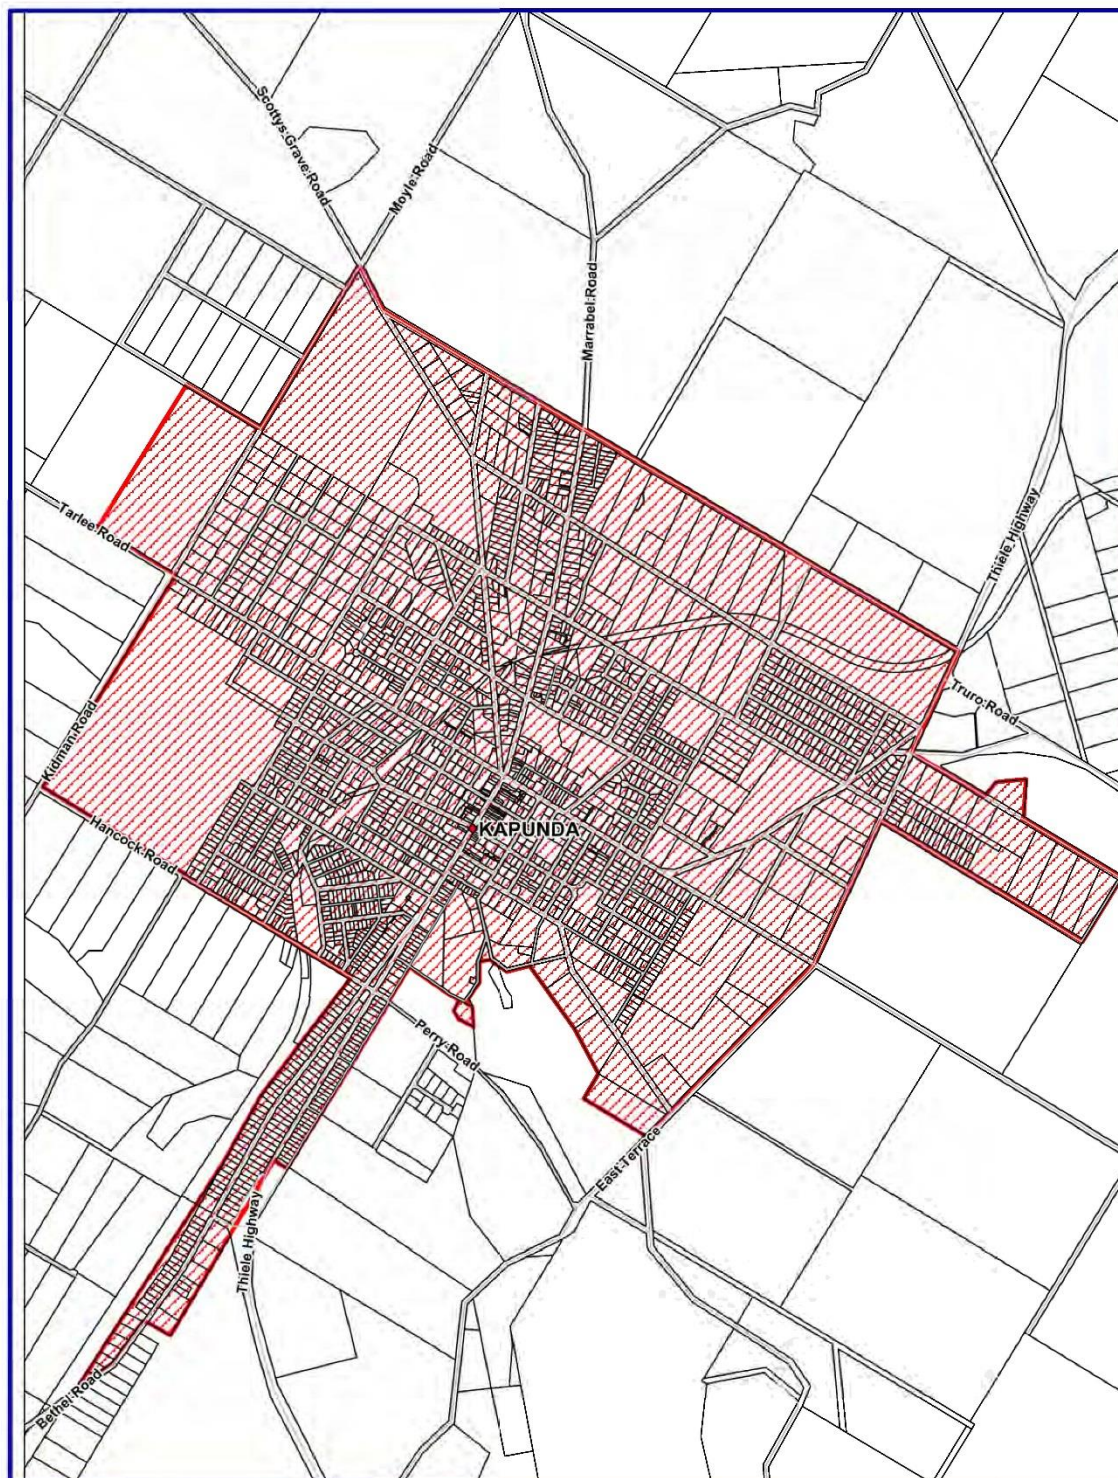 Scottys Grave Road
Moyle Road
Marrabel Road
Thiele Highway
Tarlee Road
Truro Road
Kidman Road
KAPUNDA
Hancock Road
Perry Road
East Terrace
Thiele Highway
Bethel Road